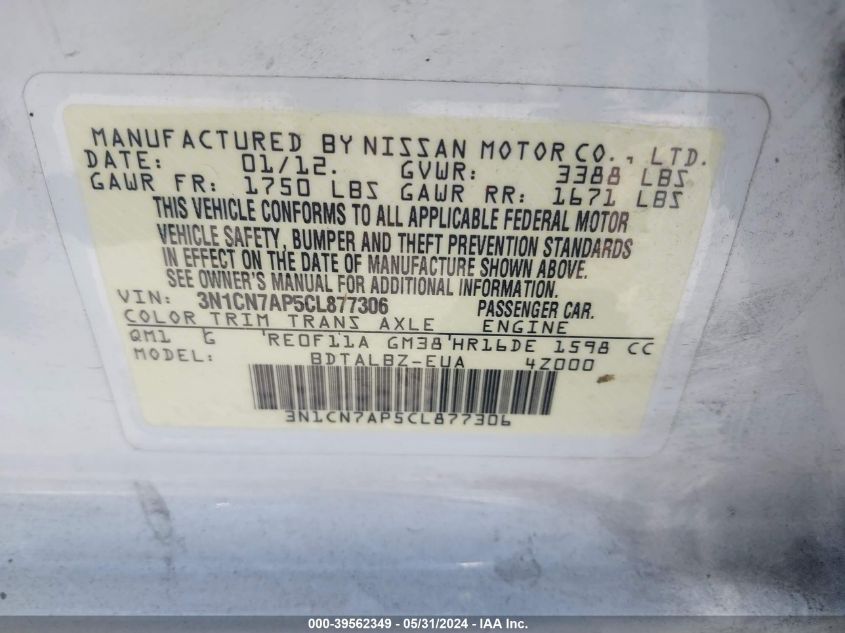 MANUFACTURED BY NISSAN MOTOR CO., LTD.
DATE: 01/12. GVWR: 3388 LBS
GAWR FR: 1750 LBS GAWR RR: 1671 LBS
THIS VEHICLE CONFORMS TO ALL APPLICABLE FEDERAL MOTOR
VEHICLE SAFETY, BUMPER AND THEFT PREVENTION STANDARDS
IN EFFECT ON THE DATE OF MANUFACTURE SHOWN ABOVE.
SEE OWNER'S MANUAL FOR ADDITIONAL INFORMATION.
VIN: 3N1CN7AP5CL877306 PASSENGER CAR.
COLOR TRIM TRANS AXLE ENGINE
QM1 G RE0F11A GM38 HR16DE 1598 CC
MODEL: BDTALBZ-EUA 4Z000
3N1CN7AP5CL877306
000-39562349 - 05/31/2024 - IAA Inc.